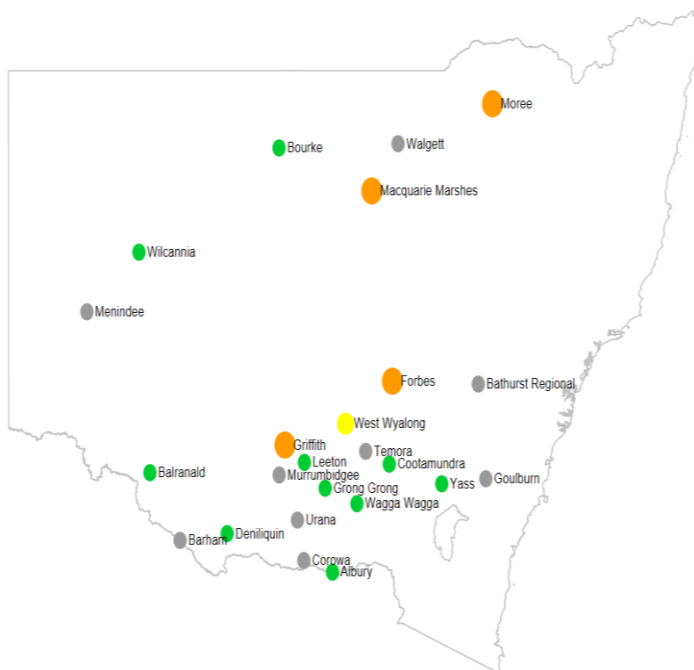 Moree
Walgett
Bourke
Macquarie Marshes
Wilcannia
Menindee
Forbes
Bathurst Regional
West Wyalong
Griffith
Temora
Leeton
Cootamundra
Balranald
Murrumbidgee
Goulburn
Yass
Grong Grong
Wagga Wagga
Urana
Deniliquin
Barham
Corowa
Albury